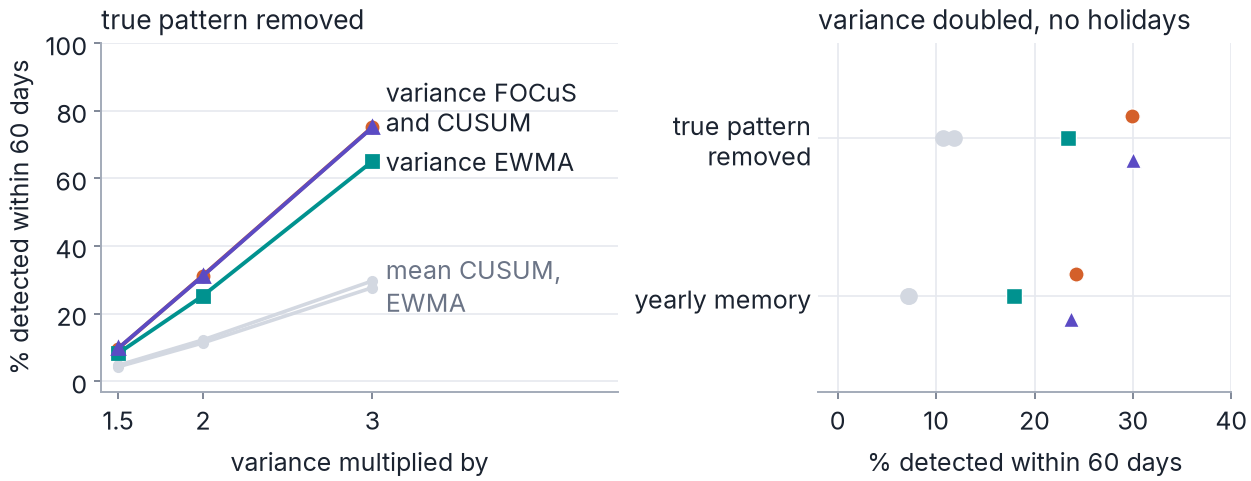 true pattern removed
% detected within 60 days
100
80
60
40
20
0
variance FOCuS
and CUSUM
variance EWMA
mean CUSUM,
EWMA
1.5
2
3
variance multiplied by
variance doubled, no holidays
true pattern
removed
yearly memory
0
10
20
30
40
% detected within 60 days